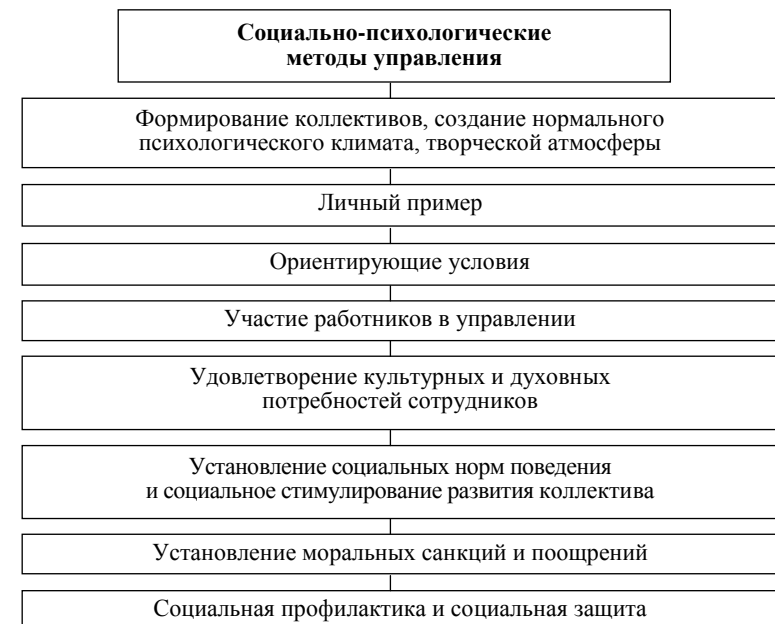 Социально-психологические
методы управления
Формирование коллективов, создание нормального
психологического климата, творческой атмосферы
Личный пример
Ориентирующие условия
Участие работников в управлении
Удовлетворение культурных и духовных
потребностей сотрудников
Установление социальных норм поведения
и социальное стимулирование развития коллектива
Установление моральных санкций и поощрений
Социальная профилактика и социальная защита